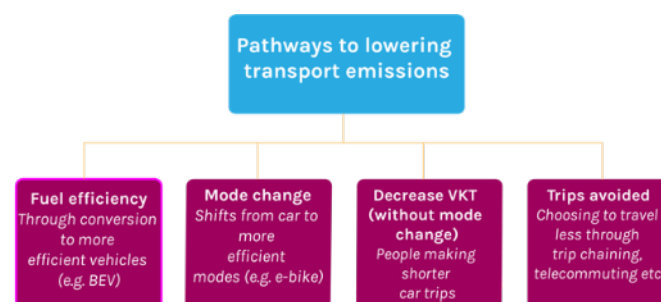 Pathways to lowering
transport emissions
Fuel efficiency
Through conversion
to more
efficient vehicles
(e.g. BEV)
Mode change
Shifts from car to
more
efficient
modes (e.g. e-bike)
Decrease VKT
(without mode
change)
People making
shorter
car trips
Trips avoided
Choosing to travel
less through
trip chaining,
telecommuting etc